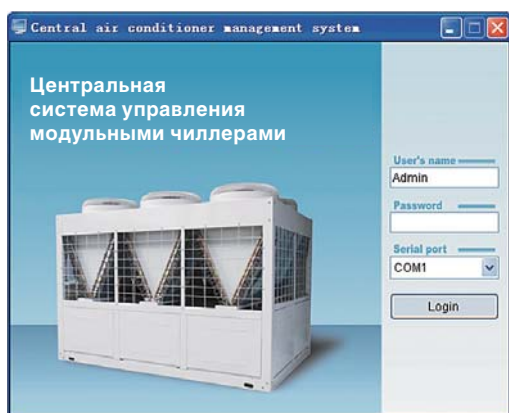 Central air conditioner management system
Центральная
система управления
модульными чиллерами
User's name
Admin
Password
Serial port
COM1
Login